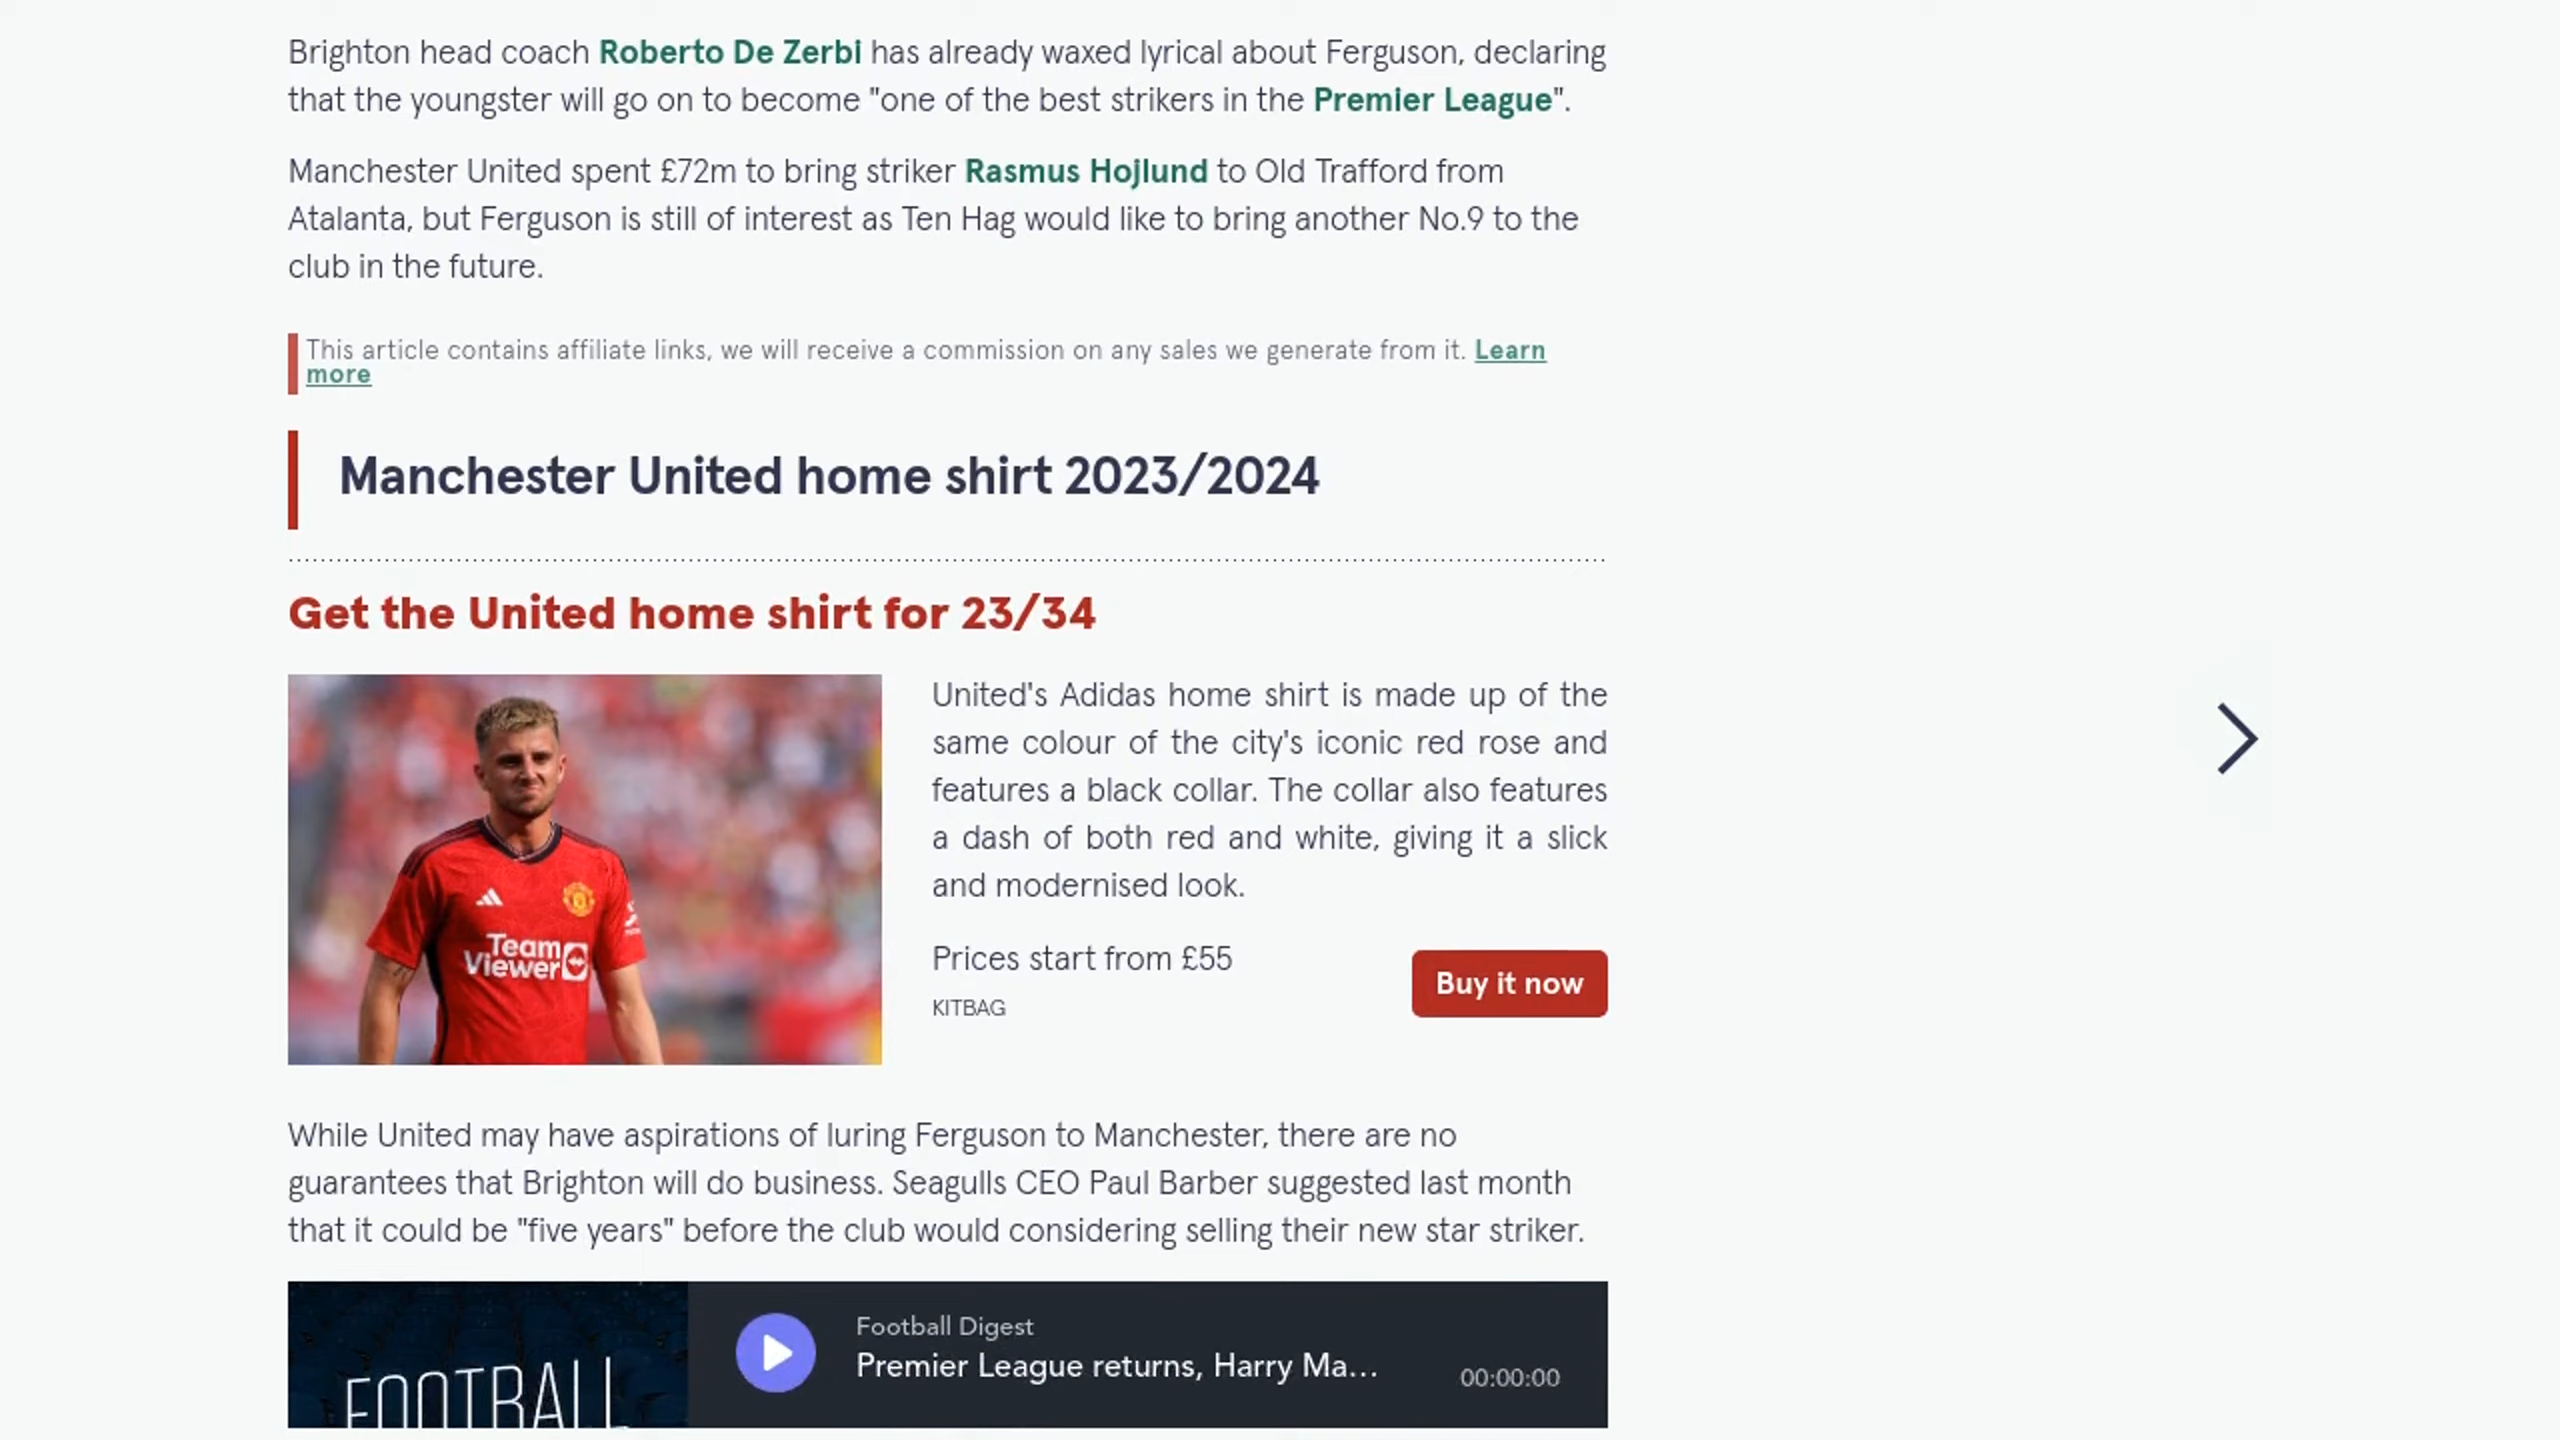 Brighton head coach Roberto De Zerbi has already waxed lyrical about Ferguson, declaring
that the youngster will go on to become "one of the best strikers in the Premier League".
Manchester United spent £72m to bring striker Rasmus Hojlund to Old Trafford from
Atalanta, but Ferguson is still of interest as Ten Hag would like to bring another No.9 to the
club in the future.
This article contains affiliate links, we will receive a commission on any sales we generate from it. Learn
more
Manchester United home shirt 2023/2024
Get the United home shirt for 23/34
Team
Viewer
United's Adidas home shirt is made up of the
same colour of the city's iconic red rose and
features a black collar. The collar also features
a dash of both red and white, giving it a slick
and modernised look.
Prices start from £55
KITBAG
Buy it now
While United may have aspirations of luring Ferguson to Manchester, there are no
guarantees that Brighton will do business. Seagulls CEO Paul Barber suggested last month
that it could be "five years" before the club would considering selling their new star striker.
FOOTBALL
Football Digest
Premier League returns, Harry Ma...
00:00:00